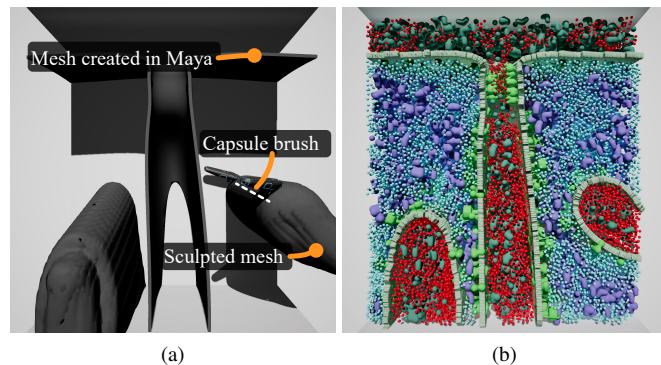 Mesh created in Maya
Capsule brush
Sculpted mesh
(a)
(b)